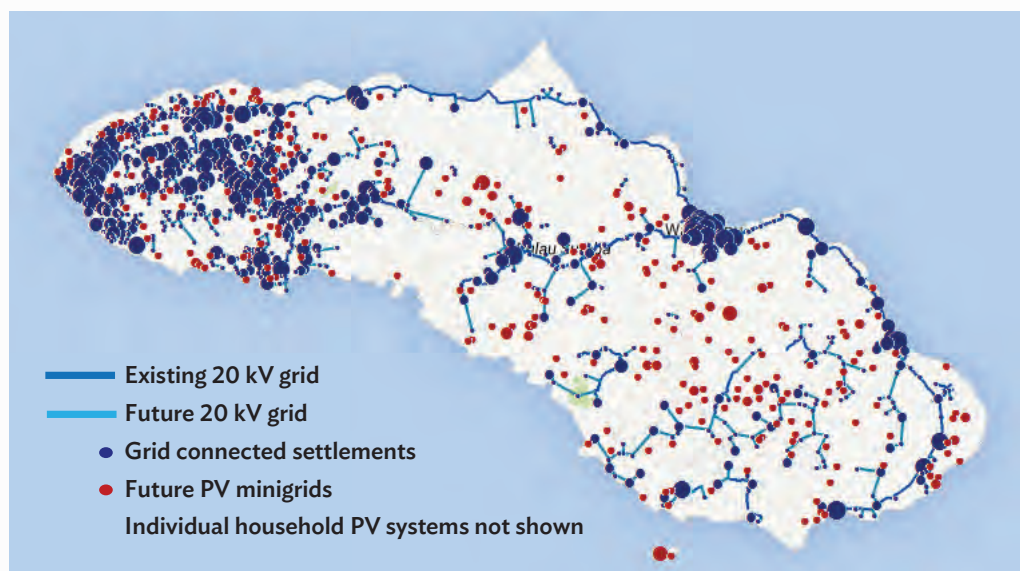 Existing 20 kV grid
Future 20 kV grid
Grid connected settlements
Future PV minigrids
Individual household PV systems not shown